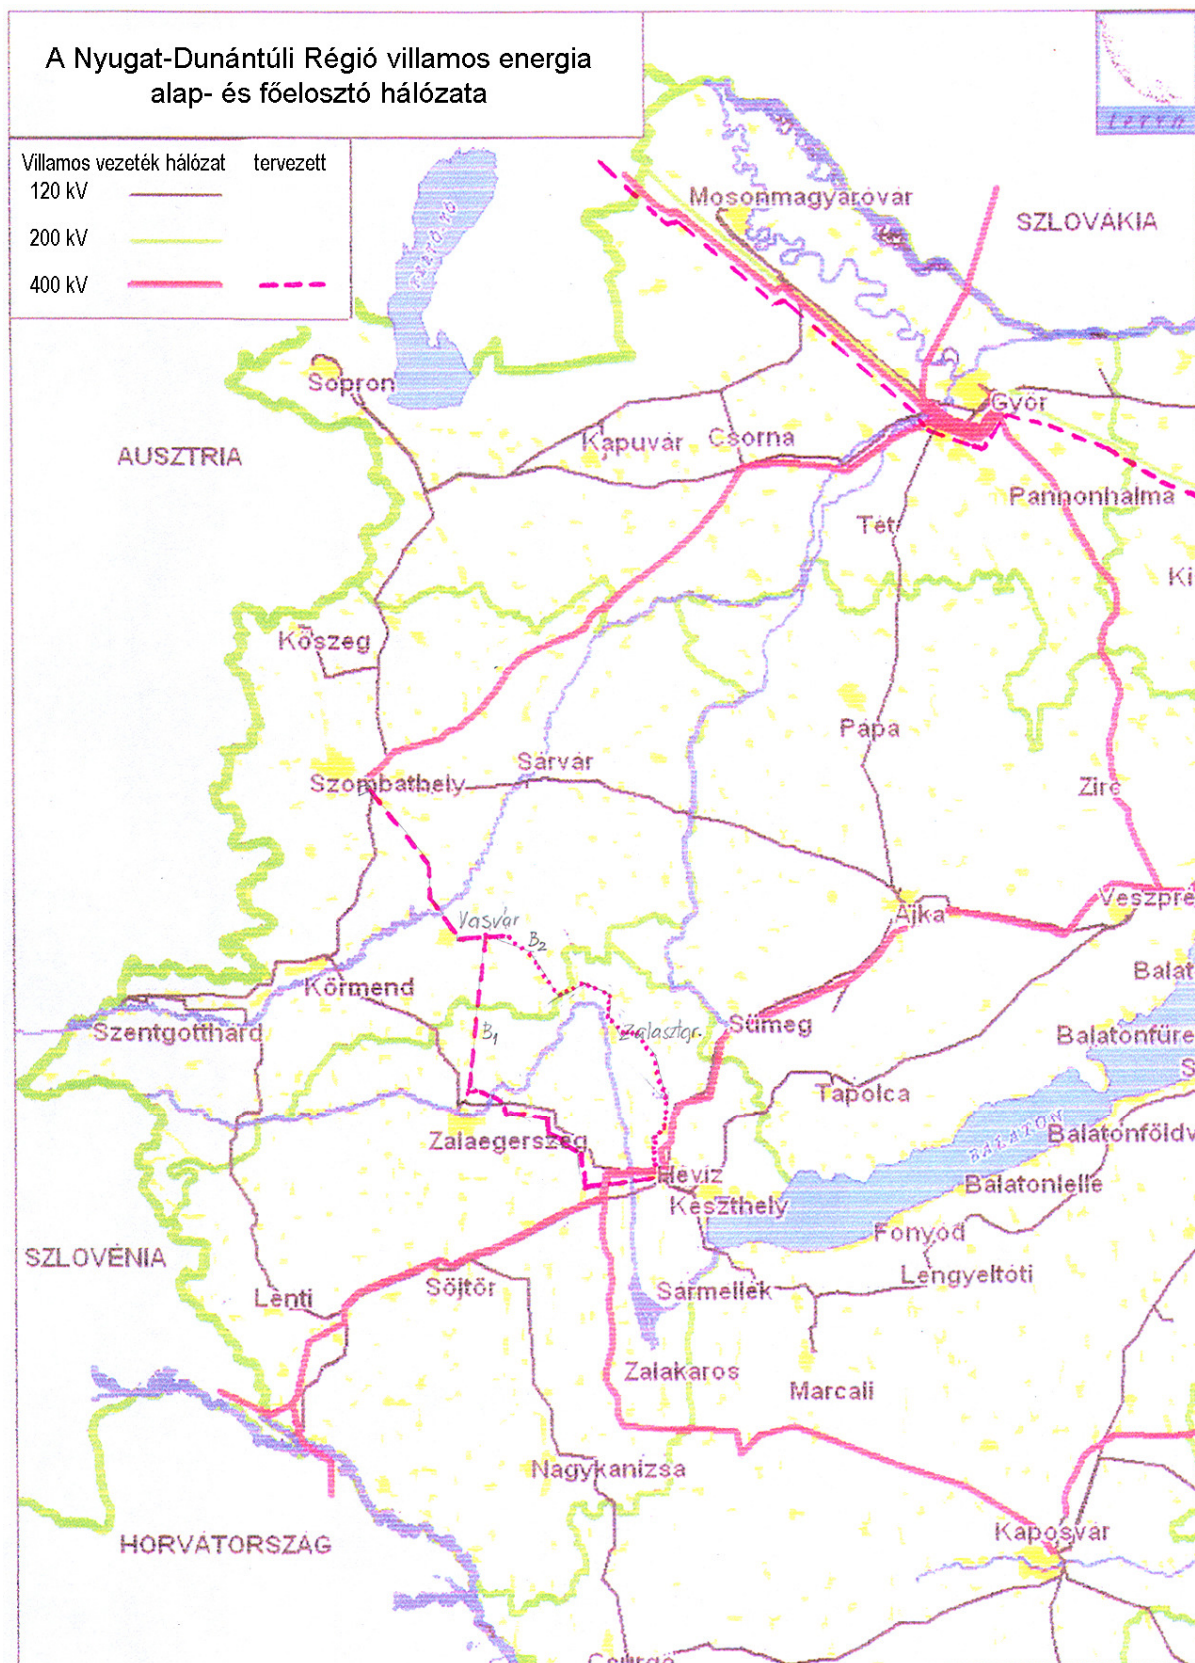 A Nyugat-Dunántúli Régió villamos energia
alap- és főelosztó hálózata
Villamos vezeték hálózat tervezett
120 kV
200 kV
400 kV
FERTŐ-TÓ
Mosonmagyaróvár
SZLOVÁKIA
Sopron
Győr
Kapuvár
Csorna
AUSZTRIA
Pannonhalma
Tét
Ki
Kőszeg
Pápa
Sárvár
Szombathely
Zirc
Ajka
Veszpré
Vasvár
B2
Körmend
Balat
Szentgotthárd
B1
Zalasztgr.
Sümeg
Balatonfüre
S
Tapolca
Zalaegerszeg
BALATON
Balatonföldv
Hévíz
Keszthely
Balatonlelle
Fonyód
SZLOVÉNIA
Lengyeltóti
Lenti
Söjtör
Sármellék
Zalakaros
Marcali
Nagykanizsa
HORVÁTORSZÁG
Kaposvár
Csurgó